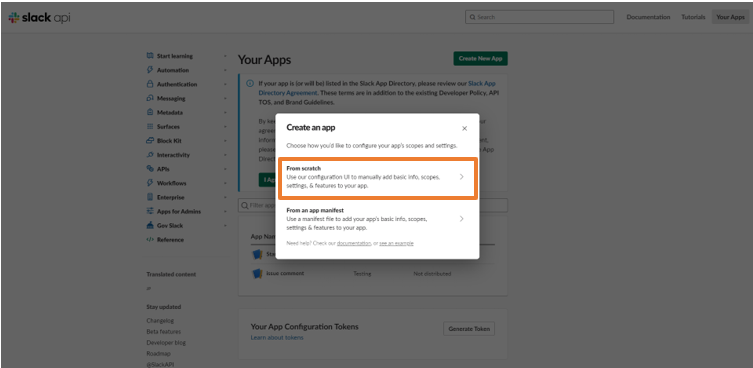 slack api
Search
Documentation
Tutorials
Your Apps
Start learning
Automation
Authentication
Messaging
Metadata
Surfaces
Block Kit
Interactivity
APIs
Workflows
Enterprise
Apps for Admins
Gov Slack
Reference
Translated content
Stay updated
Changelog
Beta features
Developer blog
Roadmap
@SlackAPI
Your Apps
Create New App
If your app is (or will be) listed in the Slack App Directory, please review our Slack App
Directory Agreement. These terms are in addition to the existing Developer Policy, API
TOS, and Brand Guidelines.
Create an app
Choose how you'd like to configure your app's scopes and settings.
From scratch
Use our configuration UI to manually add basic info, scopes,
settings, & features to your app.
From an app manifest
Use a manifest file to add your app's basic info, scopes,
settings & features to your app.
Need help? Check our documentation, or see an example
Issue comment
Testing
Not distributed
Your App Configuration Tokens
Learn about tokens
Generate Token